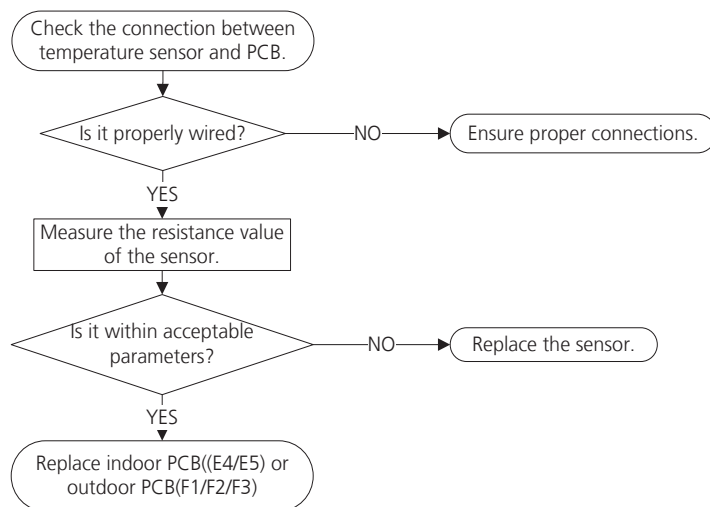 Check the connection between
temperature sensor and PCB.
Is it properly wired?
NO
Ensure proper connections.
YES
Measure the resistance value
of the sensor.
Is it within acceptable
parameters?
NO
Replace the sensor.
YES
Replace indoor PCB((E4/E5) or
outdoor PCB(F1/F2/F3)